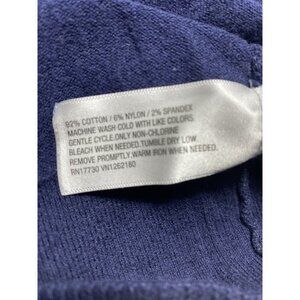 92% COTTON / 6% NYLON / 2% SPANDEX
MACHINE WASH COLD WITH LIKE COLORS
GENTLE CYCLE.ONLY NON-CHLORINE
BLEACH WHEN NEEDED.TUMBLE DRY LOW.
REMOVE PROMPTLY.WARM IRON WHEN NEEDED.
RN17730 VN1262180